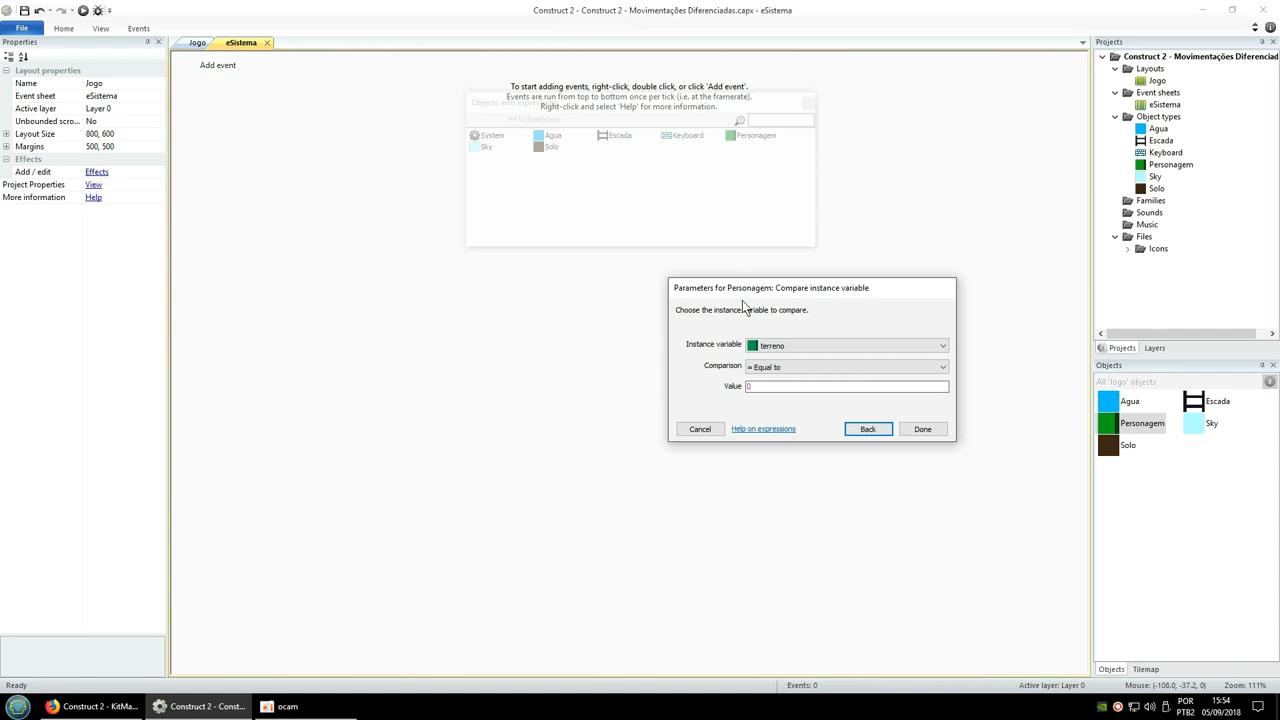 Construct 2 - Construct 2 - Movimentações Diferenciadas.capx - eSistema
File
Home
View
Events
Properties
Layout properties
Name Jogo
Event sheet eSistema
Active layer Layer 0
Unbounded scro... No
Layout Size 800, 600
Margins 500, 500
Effects
Add / edit Effects
Project Properties View
More information Help
Jogo
eSistema
Add event
To start adding events, right-click, double click, or click 'Add event'.
Events are run from top to bottom once per tick (i.e. at the framerate).
Right-click and select 'Help' for more information.
F4 to hide/show
System
Agua
Escada
Keyboard
Personagem
Sky
Solo
Parameters for Personagem: Compare instance variable
Choose the instance variable to compare.
Instance variable terreno
Comparison = Equal to
Value 0
Cancel
Help on expressions
Back
Done
Projects
Construct 2 - Movimentações Diferenciad
Layouts
Jogo
Event sheets
eSistema
Object types
Agua
Escada
Keyboard
Personagem
Sky
Solo
Families
Sounds
Music
Files
Icons
Projects
Layers
Objects
All 'Jogo' objects
Agua
Escada
Personagem
Sky
Solo
Objects
Tilemap
Ready
Events: 0
Active layer: Layer 0
Mouse: (-108.0, -37.2, 0)
Zoom: 111%
Construct 2 - KitMa...
Construct 2 - Const...
ocam
POR
PTB2
15:54
05/09/2018